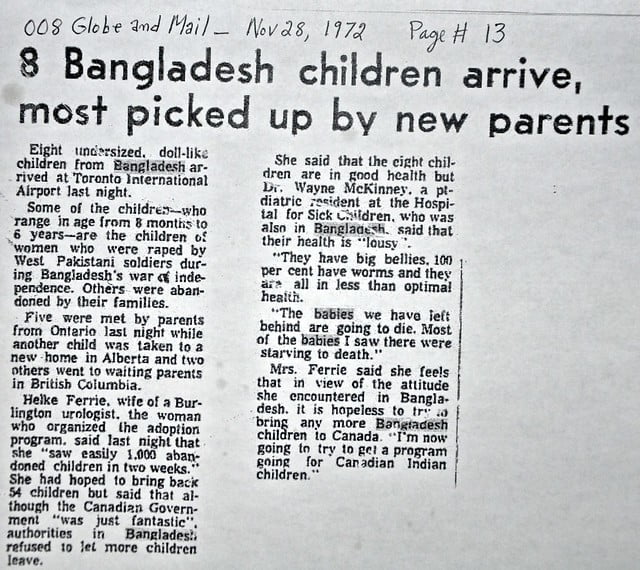 008 Globe and Mail — Nov 28, 1972 Page # 13
8 Bangladesh children arrive,
most picked up by new parents
Eight undersized, doll-like
children from Bangladesh ar-
rived at Toronto International
Airport last night.
Some of the children—who
range in age from 8 months to
6 years—are the children of
women who were raped by
West Pakistani soldiers dur-
ing Bangladesh's war of inde-
pendence. Others were aban-
doned by their families.
Five were met by parents
from Ontario last night while
another child was taken to a
new home in Alberta and two
others went to waiting parents
in British Columbia.
Helke Ferrie, wife of a Bur-
lington urologist, the woman
who organized the adoption
program, said last night that
she "saw easily 1,000 aban-
doned children in two weeks."
She had hoped to bring back
54 children but said that al-
though the Canadian Govern-
ment "was just fantastic",
authorities in Bangladesh
refused to let more children
leave.
She said that the eight chil-
dren are in good health but
Dr. Wayne McKinney, a pt-
diatric resident at the Hospi-
tal for Sick Children, who was
also in Bangladesh, said that
their health is "lousy".
"They have big bellies, 100
per cent have worms and they
are all in less than optimal
health.
"The babies we have left
behind are going to die. Most
of the babies I saw there were
starving to death."
Mrs. Ferrie said she feels
that in view of the attitude
she encountered in Bangla-
desh, it is hopeless to try to
bring any more Bangladesh
children to Canada. "I'm now
going to try to get a program
going for Canadian Indian
children."